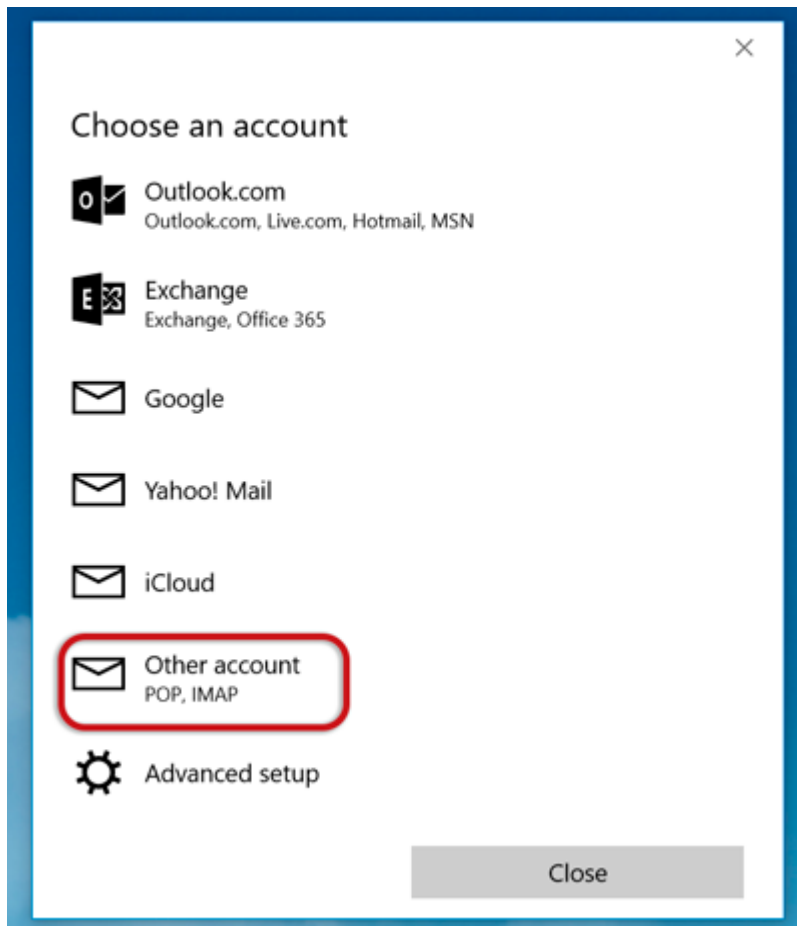 Choose an account
Outlook.com
Outlook.com, Live.com, Hotmail, MSN
Exchange
Exchange, Office 365
Google
Yahoo! Mail
iCloud
Other account
POP, IMAP
Advanced setup
Close